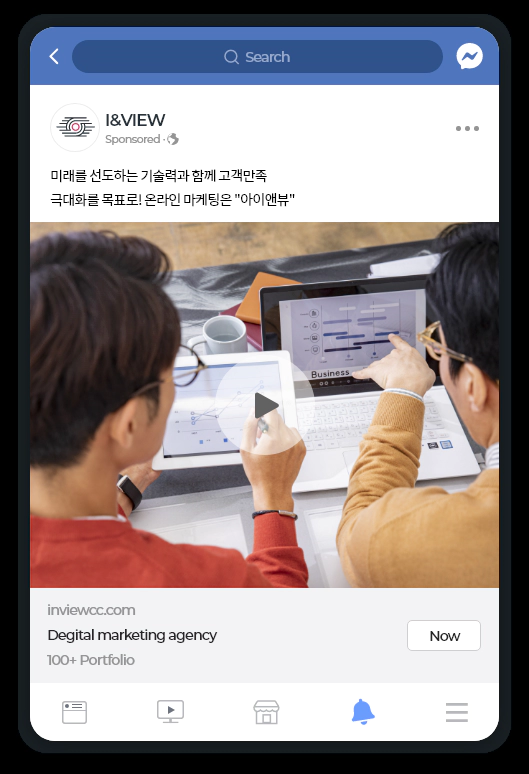 Search
I&VIEW
Sponsored ·
미래를 선도하는 기술력과 함께 고객만족
극대화를 목표로! 온라인 마케팅은 "아이앤뷰"
Business
inviewcc.com
Degital marketing agency
Now
100+ Portfolio